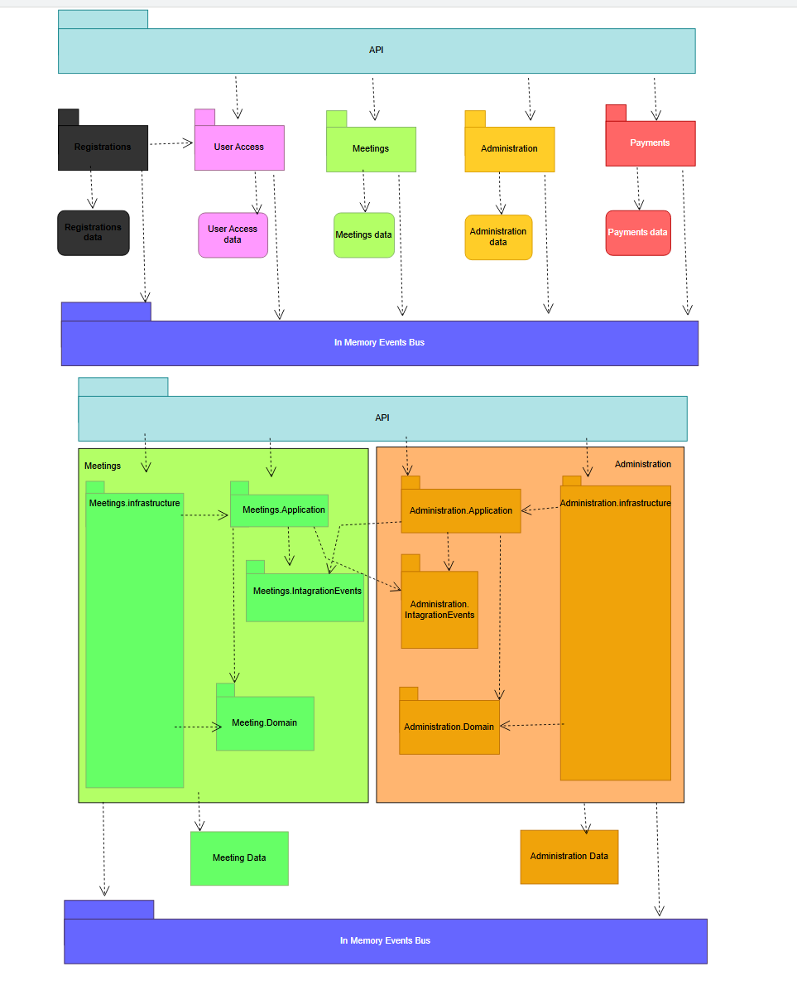 API
Registrations
User Access
Meetings
Administration
Payments
Registrations
data
User Access
data
Meetings data
Administration
data
Payments data
In Memory Events Bus
API
Meetings
Administration
Meetings.infrastructure
Meetings.Application
Administration.Application
Administration.infrastructure
Meetings.IntagrationEvents
Administration.
IntagrationEvents
Meeting.Domain
Administration.Domain
Meeting Data
Administration Data
In Memory Events Bus